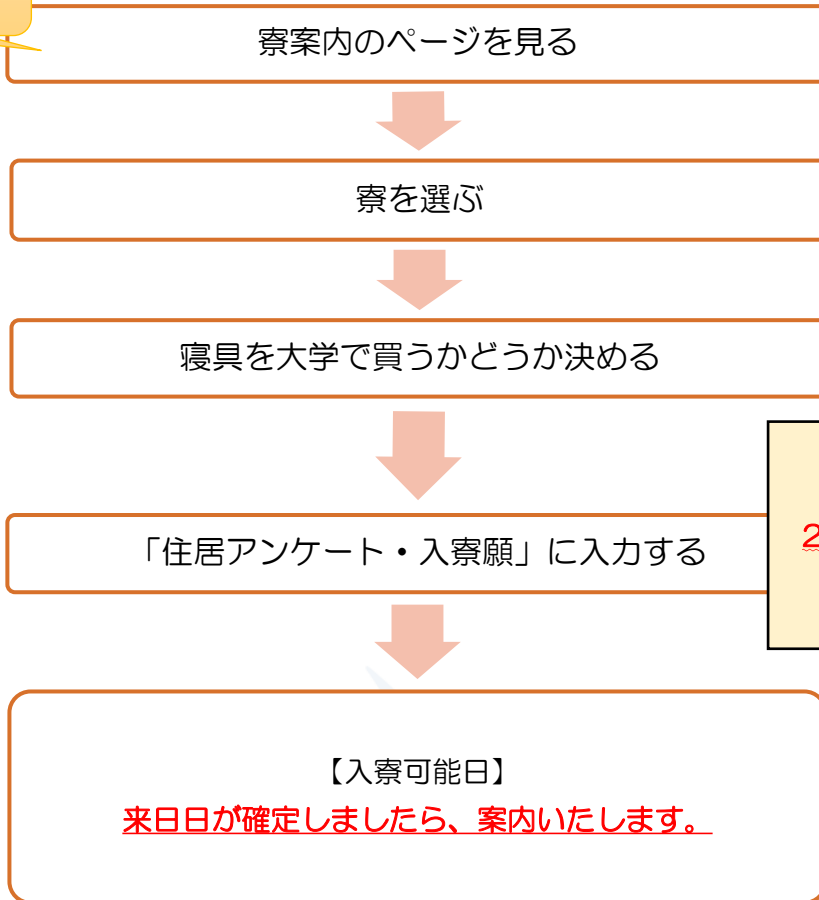 寮案内のページを見る
寮を選ぶ
寝具を大学で買うかどうか決める
「住居アンケート・入寮願」に入力する
2
【入寮可能日】
来日日が確定しましたら、案内いたします。